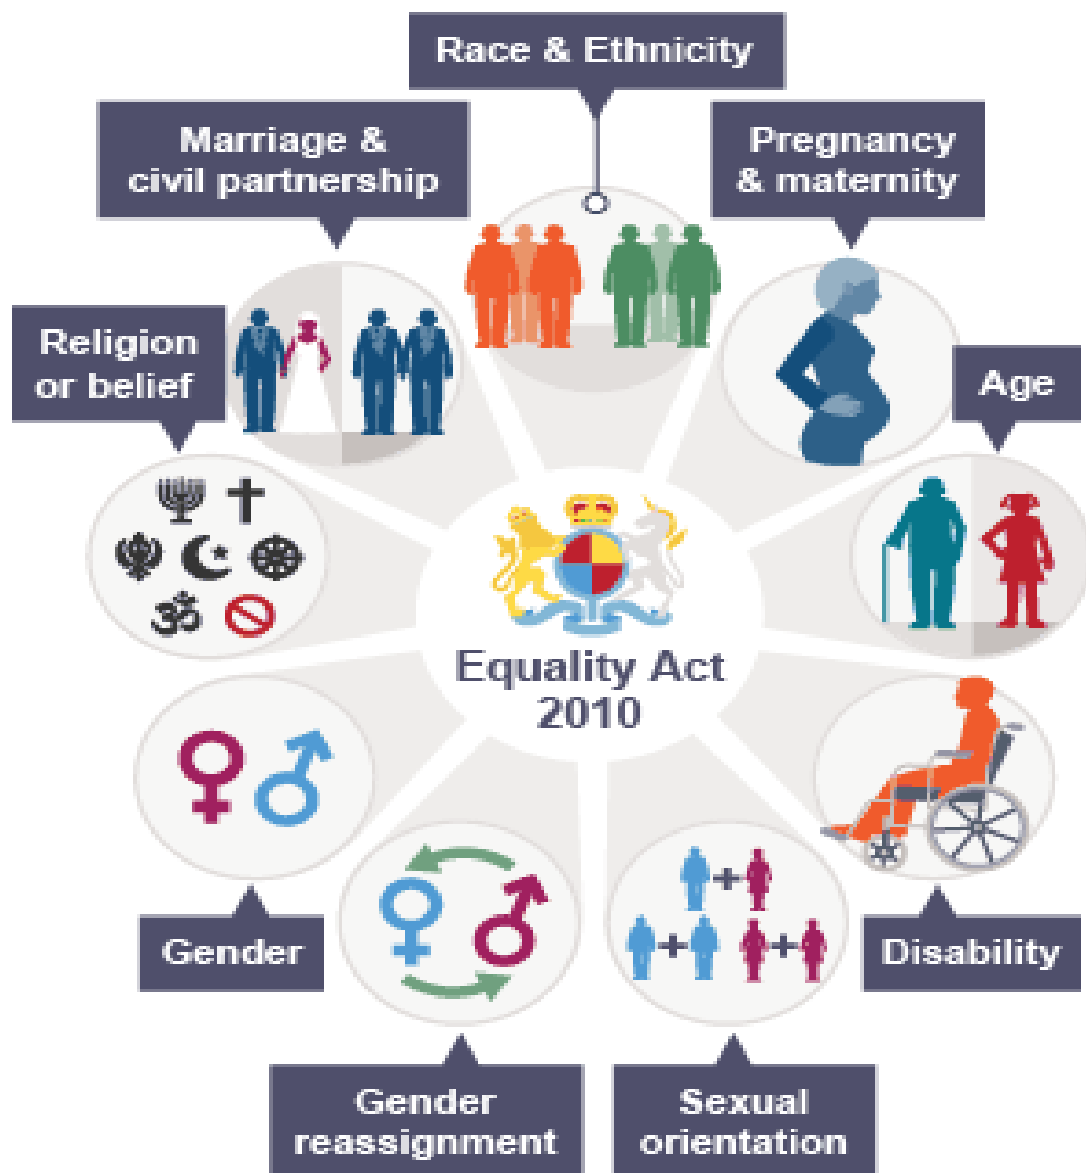 Race & Ethnicity
Marriage &
civil partnership
Pregnancy
& maternity
Religion
or belief
Age
Equality Act
2010
Gender
Disability
Gender
reassignment
Sexual
orientation